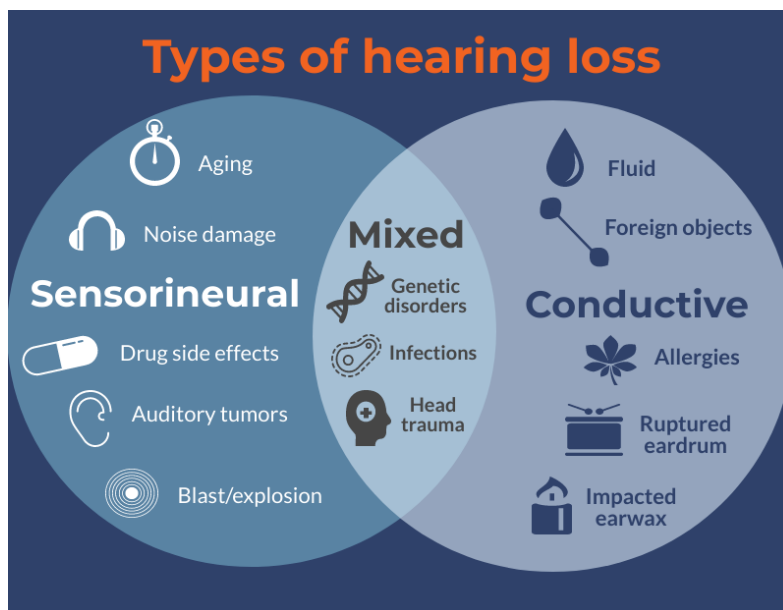 Types of hearing loss
Sensorineural
Aging
Noise damage
Drug side effects
Auditory tumors
Blast/explosion
Mixed
Genetic
disorders
Infections
Head
trauma
Conductive
Fluid
Foreign objects
Allergies
Ruptured
eardrum
Impacted
earwax